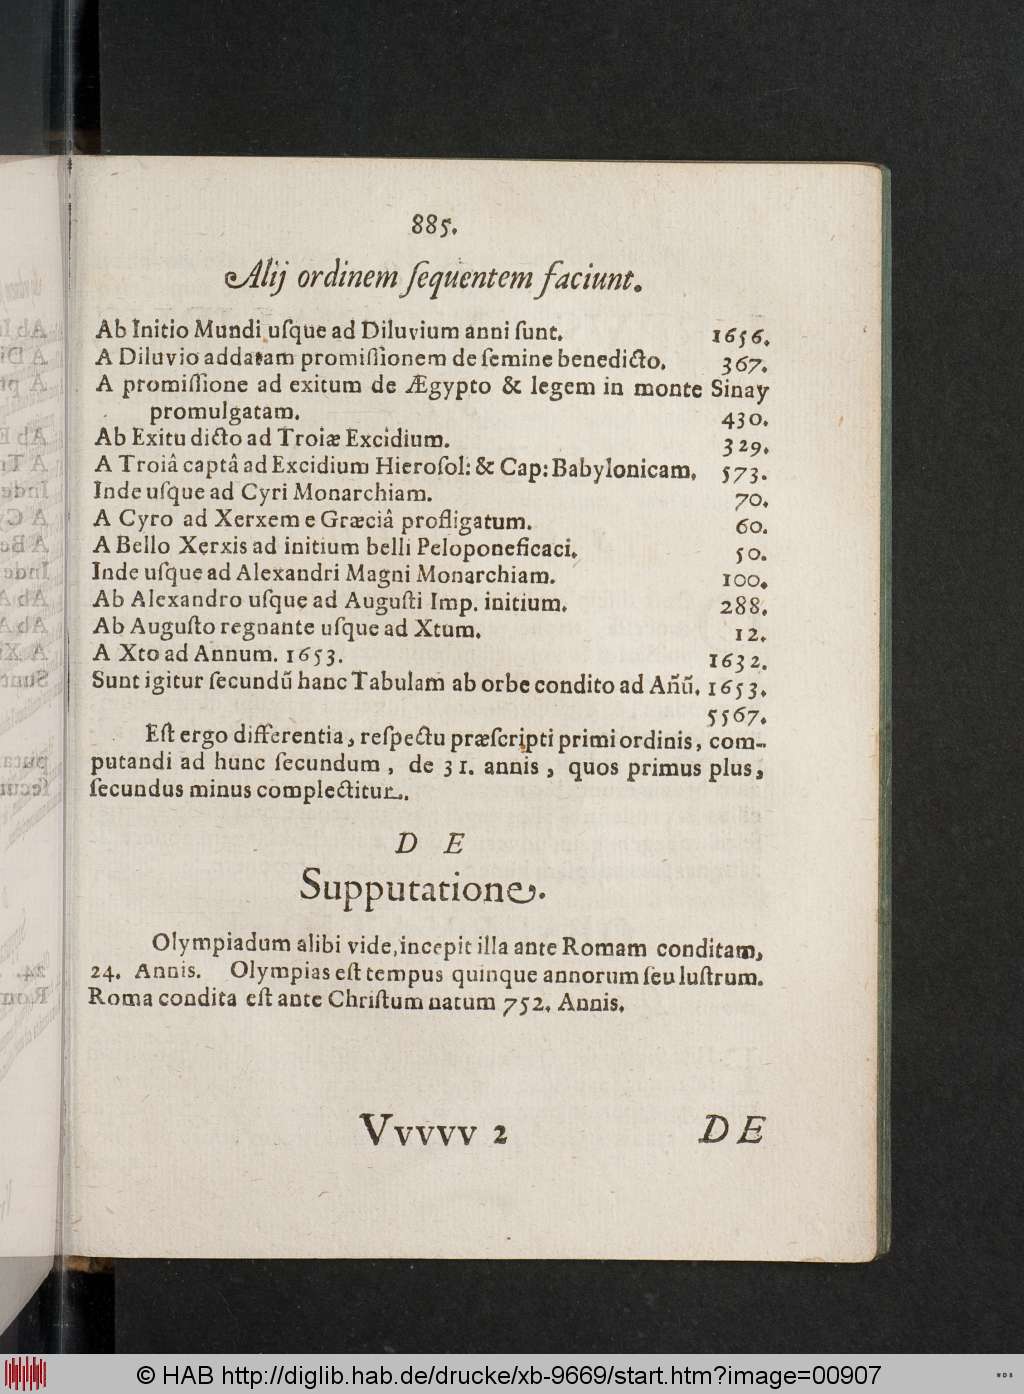 885.
Alij ordinem ſequentem faciunt.
Ab Initio Mundi uſque ad Diluvium anni ſunt. 1656.
A Diluvio ad datam promiſſionem de ſemine benedicto. 367.
A promiſſione ad exitum de Ægypto & legem in monte Sinay
promulgatam. 430.
Ab Exitu dicto ad Troiæ Excidium. 329.
A Troiâ captâ ad Excidium Hieroſol: & Cap: Babylonicam. 573.
Inde uſque ad Cyri Monarchiam. 70.
A Cyro ad Xerxem e Græciâ profligatum. 60.
A Bello Xerxis ad initium belli Peloponeſicaci. 50.
Inde uſque ad Alexandri Magni Monarchiam. 100.
Ab Alexandro uſque ad Auguſti Imp. initium. 288.
Ab Auguſto regnante uſque ad Xtum. 12.
A Xto ad Annum. 1653. 1632.
Sunt igitur ſecundũ hanc Tabulam ab orbe condito ad Añũ. 1653.
5567.
Eſt ergo differentia, reſpectu præſcripti primi ordinis, com-
putandi ad hunc ſecundum, de 31. annis, quos primus plus,
ſecundus minus complectitur.
D E
Supputatione.
Olympiadum alibi vide, incepit illa ante Romam conditam,
24. Annis. Olympias eſt tempus quinque annorum ſeu luſtrum.
Roma condita eſt ante Chriſtum natum 752. Annis.
Vvvvv 2 DE
© HAB http://diglib.hab.de/drucke/xb-9669/start.htm?image=00907